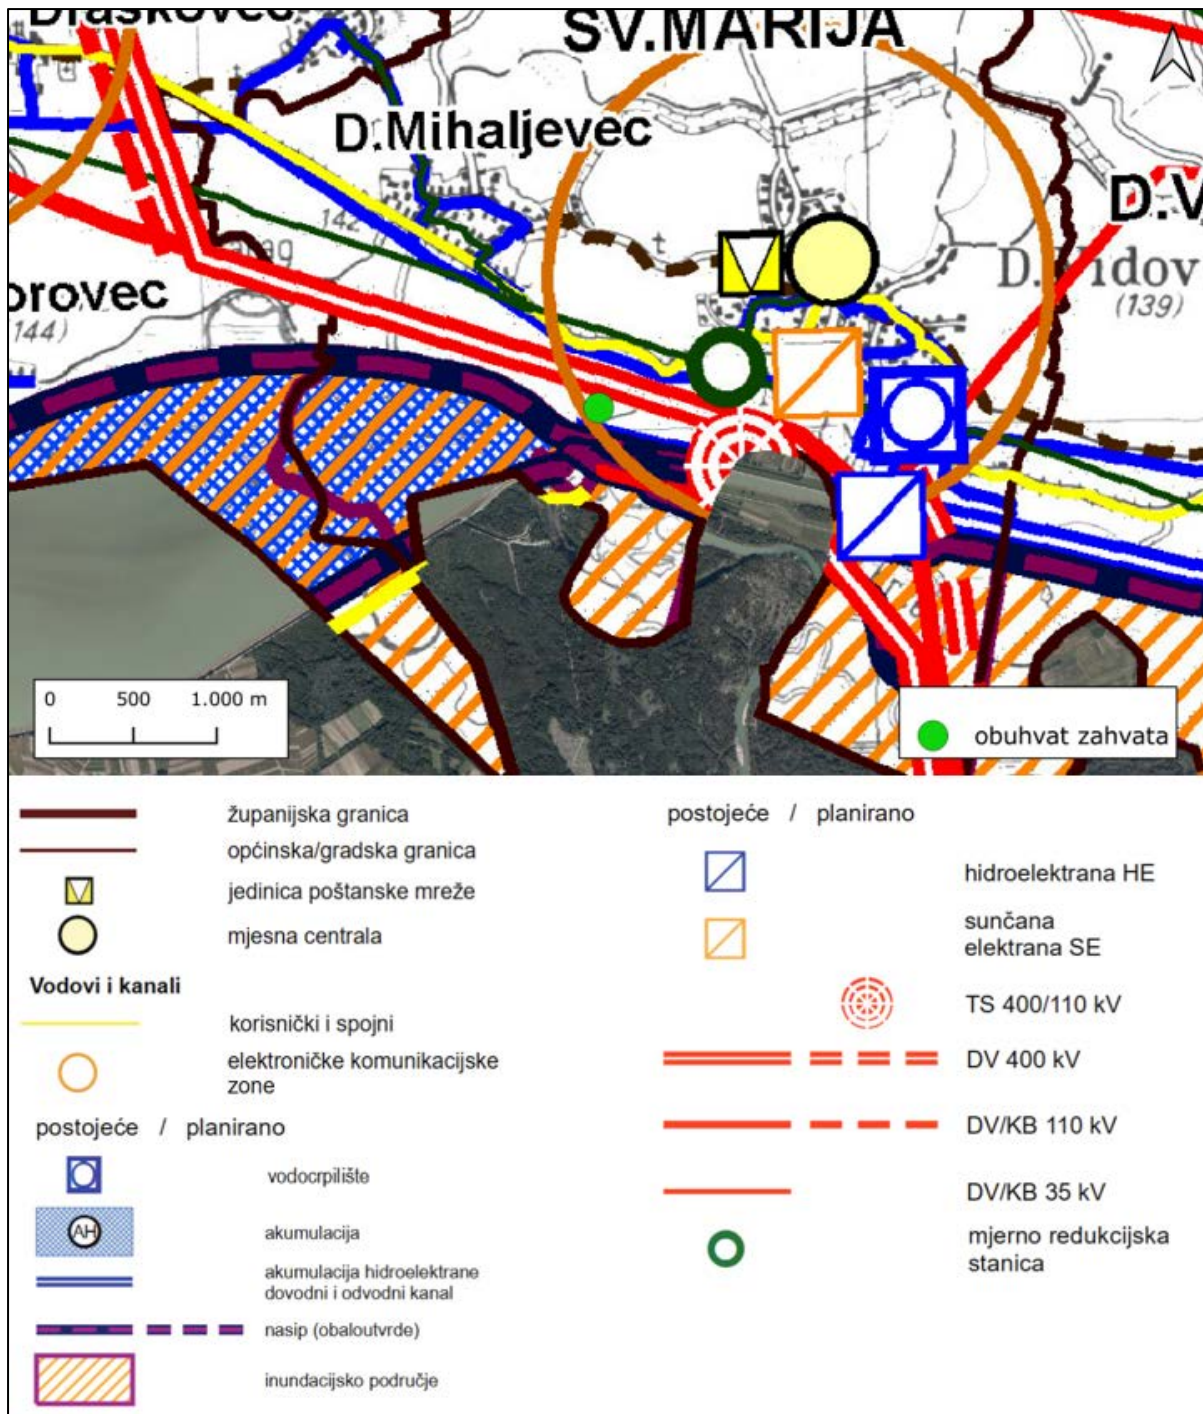 Draškovec
SV.MARIJA
D.Mihaljevec
D.V
D. Vidov
(139)
142
orovec
144)
0 500 1.000 m
obuhvat zahvata
županijska granica
općinska/gradska granica
jedinica poštanske mreže
mjesna centrala
Vodovi i kanali
korisnički i spojni
elektroničke komunikacijske
zone
postojeće / planirano
vodocrpilište
AH
akumulacija
akumulacija hidroelektrane
dovodni i odvodni kanal
nasip (obaloutvrde)
inundacijsko područje
postojeće / planirano
hidroelektrana HE
sunčana
elektrana SE
TS 400/110 kV
DV 400 kV
DV/KB 110 kV
DV/KB 35 kV
mjerno redukcijska
stanica